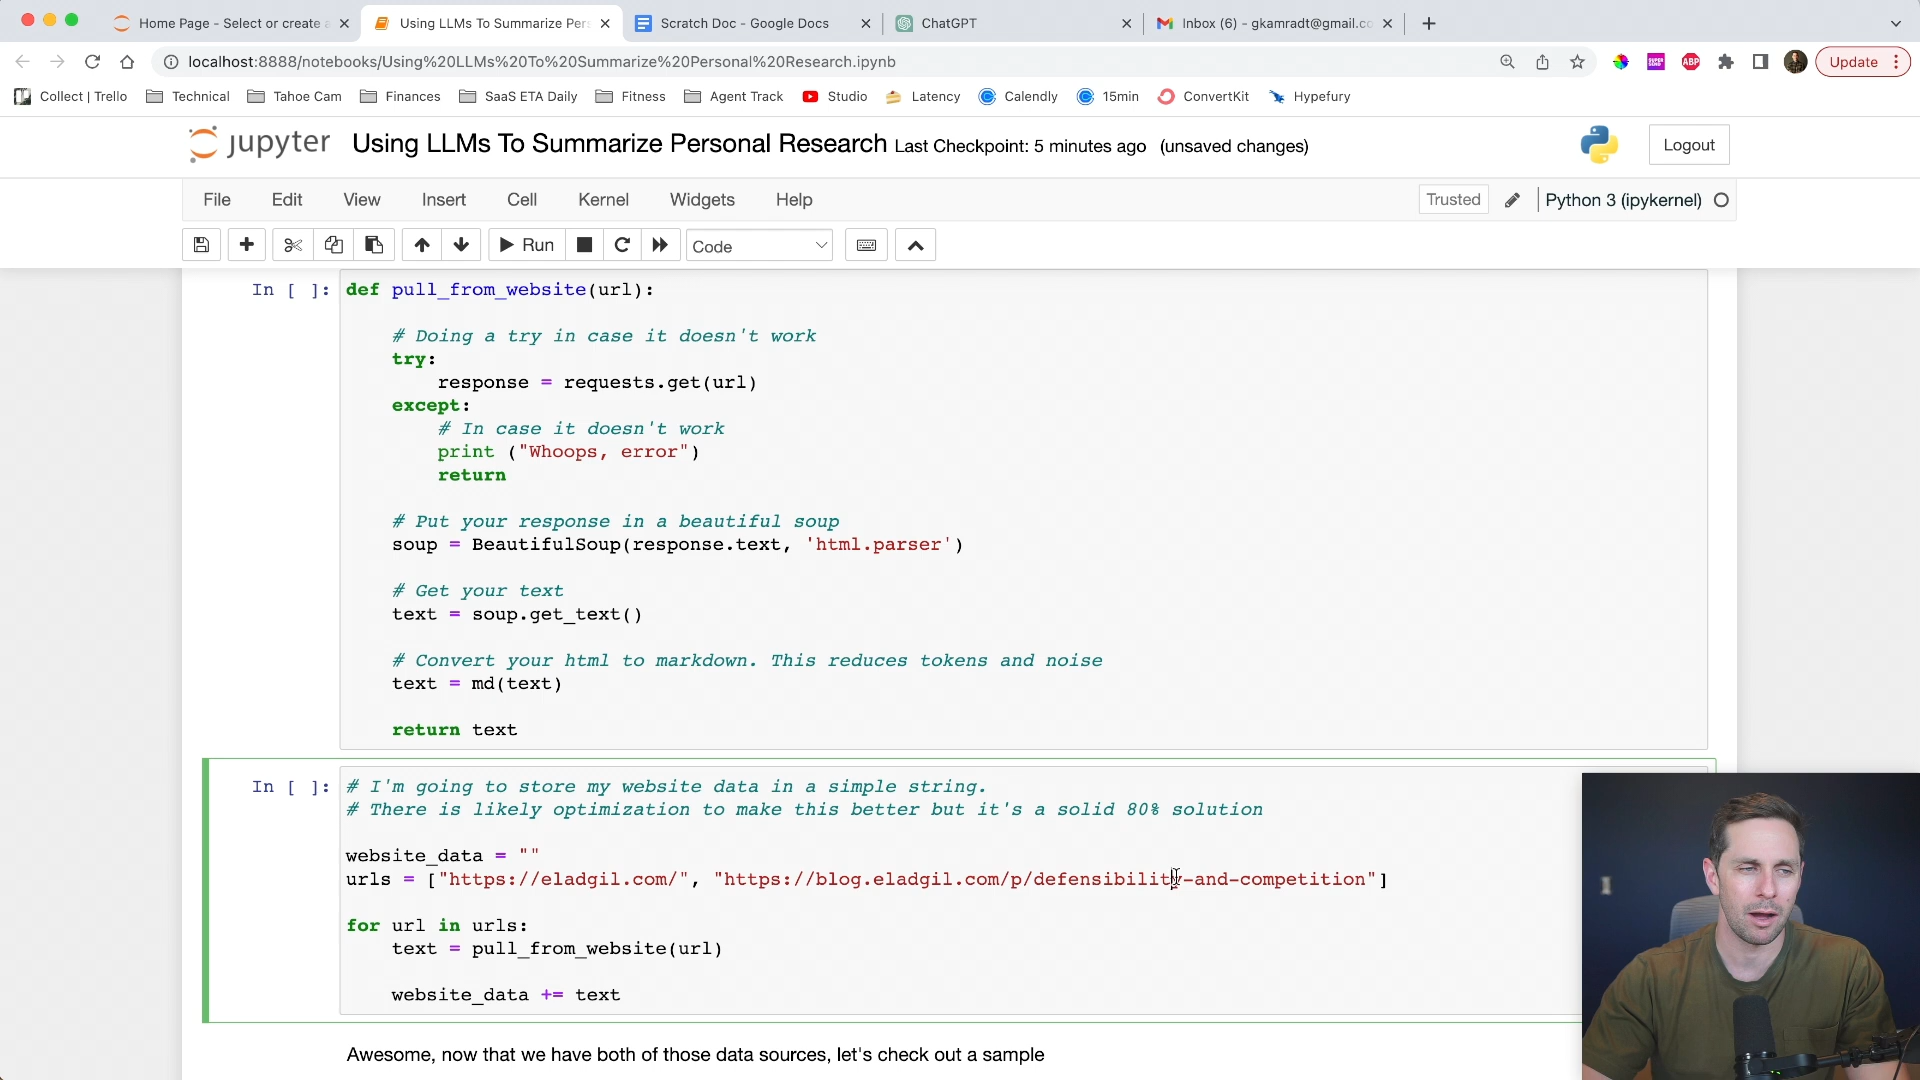 Home Page - Select or create a
Using LLMs To Summarize Pers
Scratch Doc - Google Docs
ChatGPT
Inbox (6) - gkamradt@gmail.co
localhost:8888/notebooks/Using%20LLMs%20To%20Summarize%20Personal%20Research.ipynb
ABP
Update
Collect | Trello
Technical
Tahoe Cam
Finances
SaaS ETA Daily
Fitness
Agent Track
Studio
Latency
Calendly
15min
ConvertKit
Hypefury
jupyter
Using LLMs To Summarize Personal Research Last Checkpoint: 5 minutes ago (unsaved changes)
Logout
File
Edit
View
Insert
Cell
Kernel
Widgets
Help
Trusted
Python 3 (ipykernel)
Run
Code
In [ ]:
def pull_from_website(url):
# Doing a try in case it doesn't work
try:
response = requests.get(url)
except:
# In case it doesn't work
print ("Whoops, error")
return
# Put your response in a beautiful soup
soup = BeautifulSoup(response.text, 'html.parser')
# Get your text
text = soup.get_text()
# Convert your html to markdown. This reduces tokens and noise
text = md(text)
return text
In [ ]:
# I'm going to store my website data in a simple string.
# There is likely optimization to make this better but it's a solid 80% solution
website_data = ""
urls = ["https://eladgil.com/", "https://blog.eladgil.com/p/defensibility-and-competition"]
for url in urls:
text = pull_from_website(url)
website_data += text
Awesome, now that we have both of those data sources, let's check out a sample